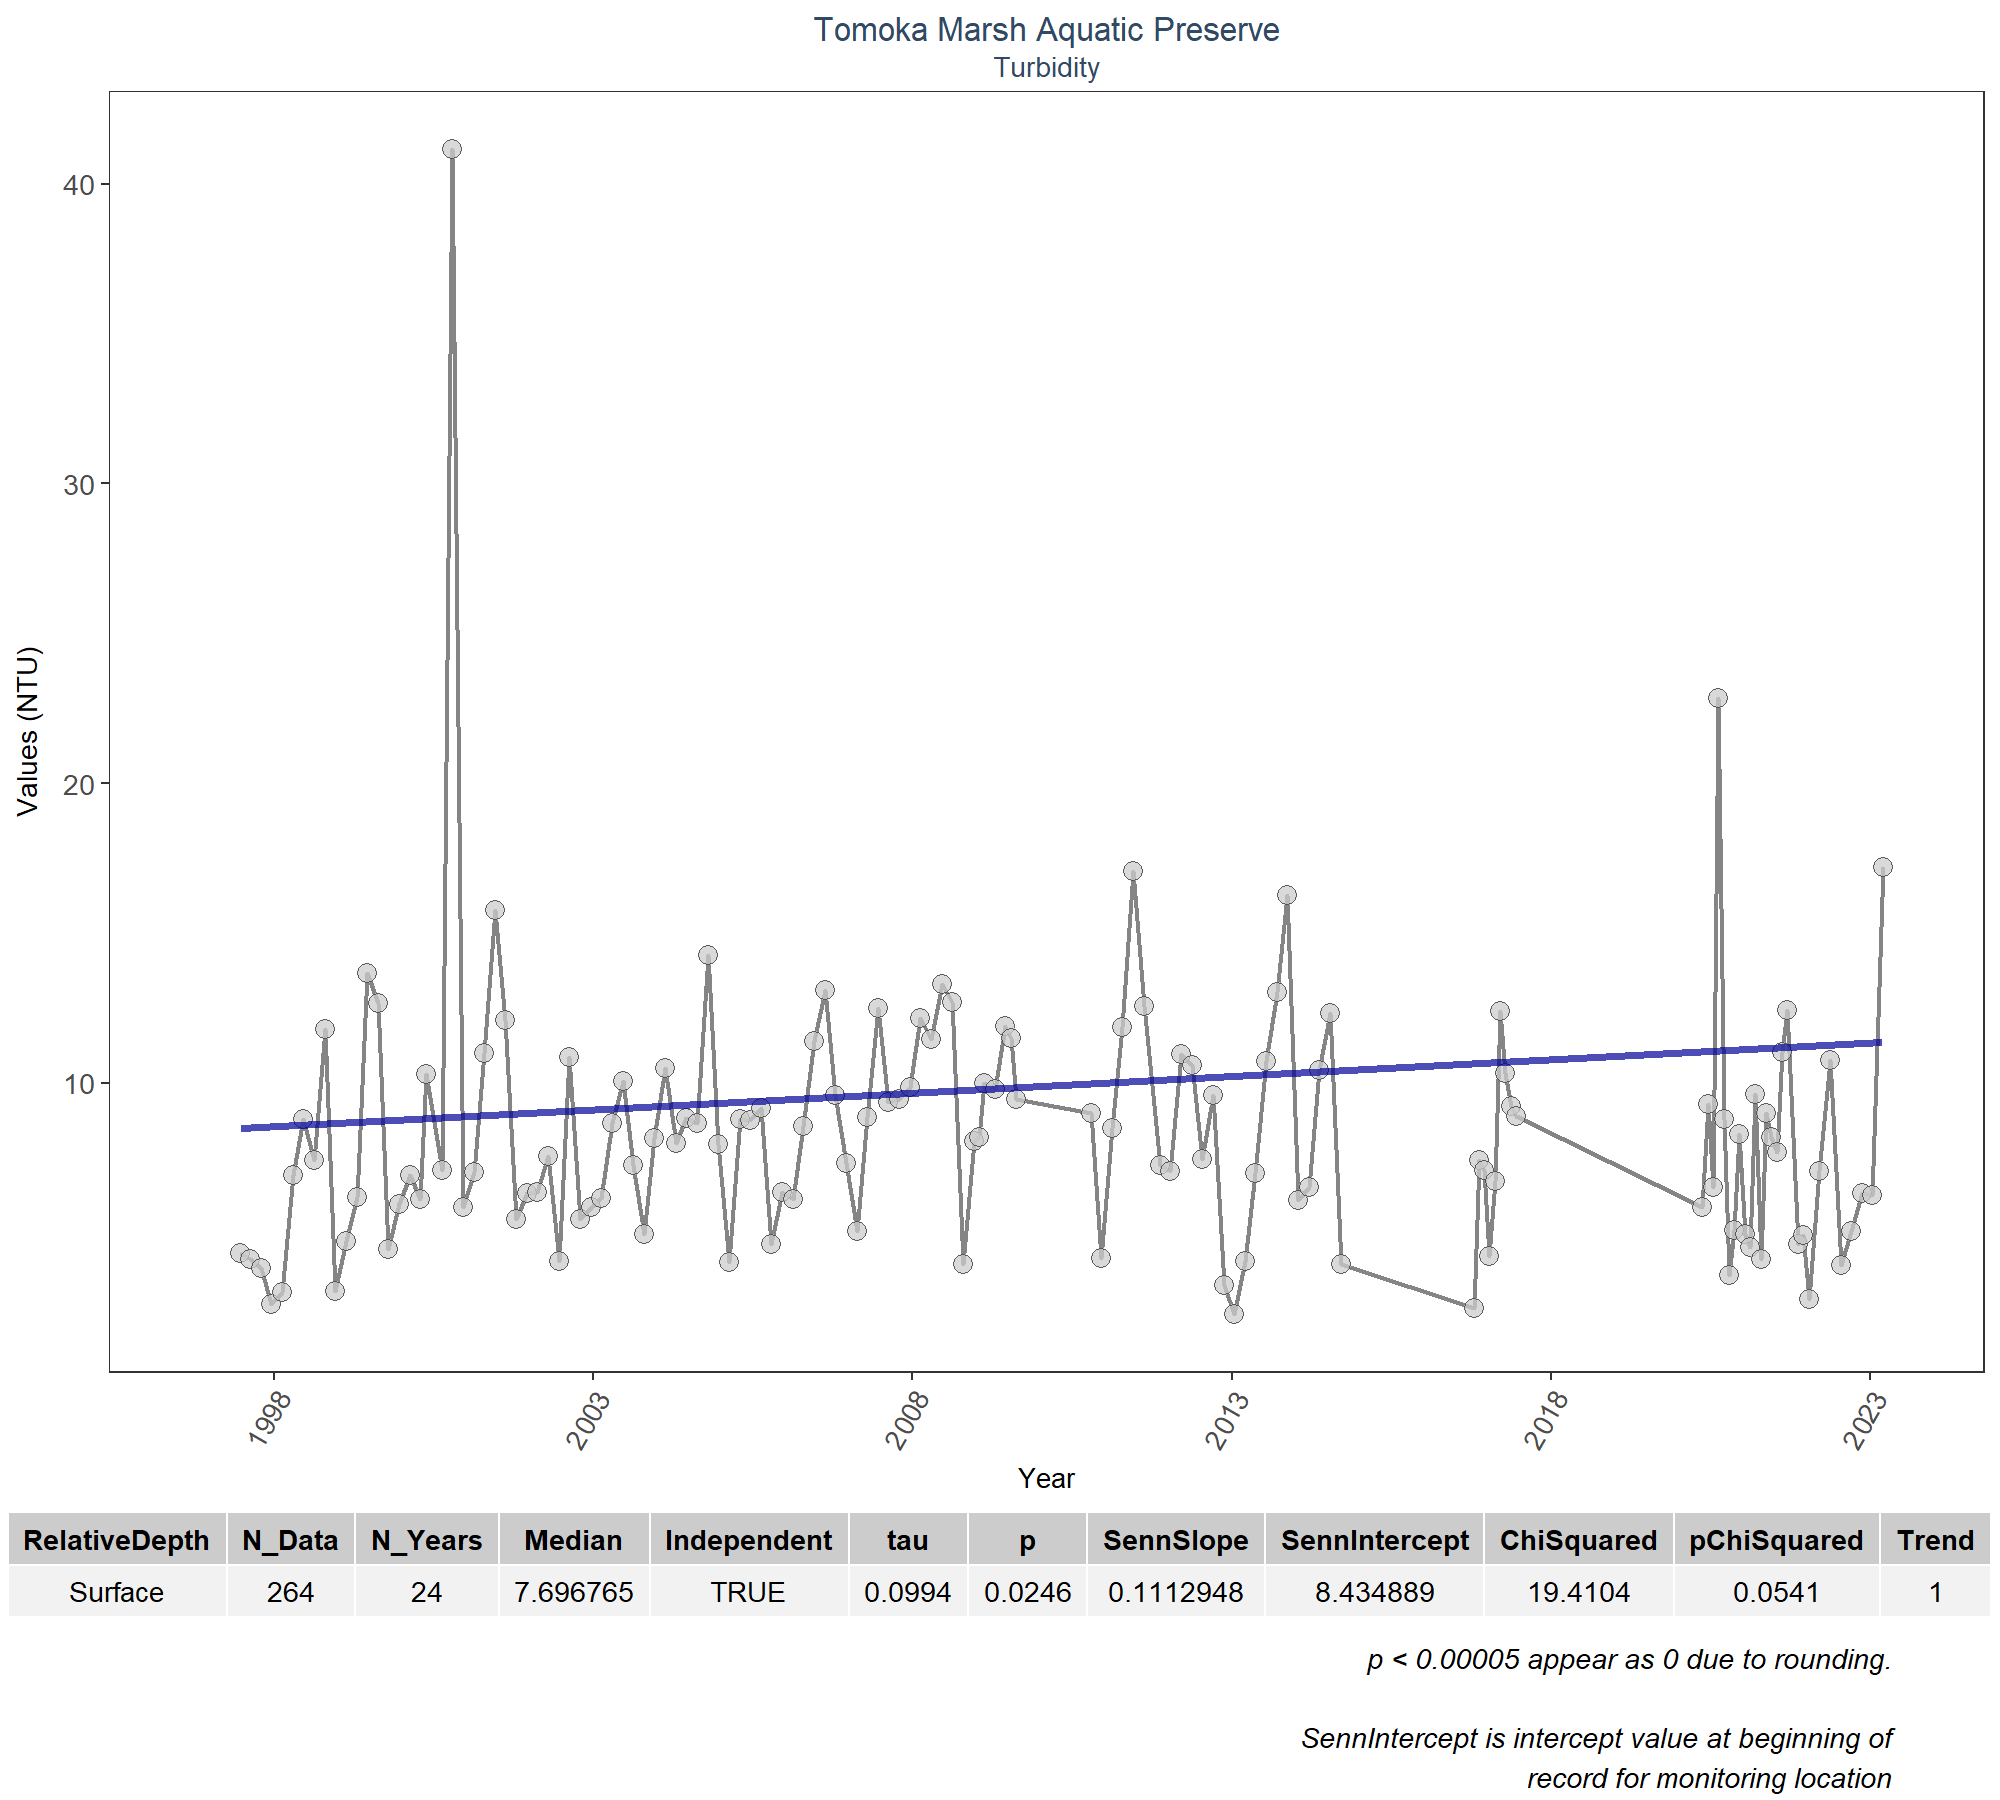 Tomoka Marsh Aquatic Preserve
Turbidity
Values (NTU)
40
30
20
10
1998 2003 2008 2013 2018 2023
Year
RelativeDepth N_Data N_Years Median Independent tau p SennSlope SennIntercept ChiSquared pChiSquared Trend
Surface 264 24 7.696765 TRUE 0.0994 0.0246 0.1112948 8.434889 19.4104 0.0541 1
p < 0.00005 appear as 0 due to rounding.
SennIntercept is intercept value at beginning of
record for monitoring location